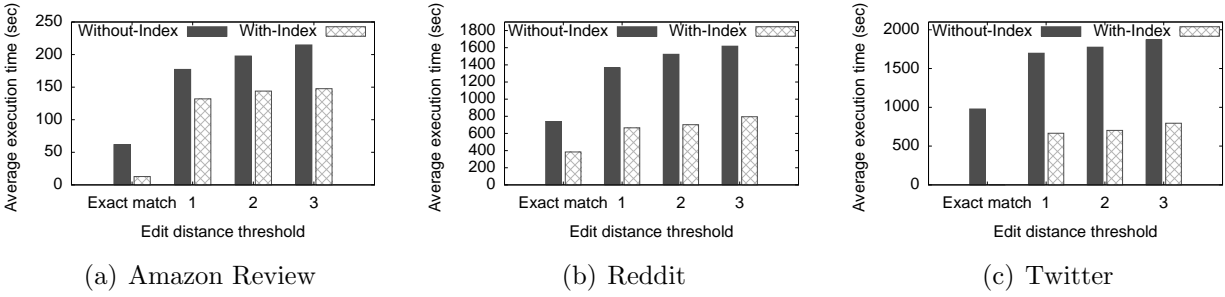 Average execution time (sec)
250
200
150
100
50
0
Without-Index
With-Index
Exact match 1 2 3
Edit distance threshold
(a) Amazon Review
Average execution time (sec)
1800
1600
1400
1200
1000
800
600
400
200
0
Without-Index
With-Index
Exact match 1 2 3
Edit distance threshold
(b) Reddit
Average execution time (sec)
2000
1500
1000
500
0
Without-Index
With-Index
Exact match 1 2 3
Edit distance threshold
(c) Twitter